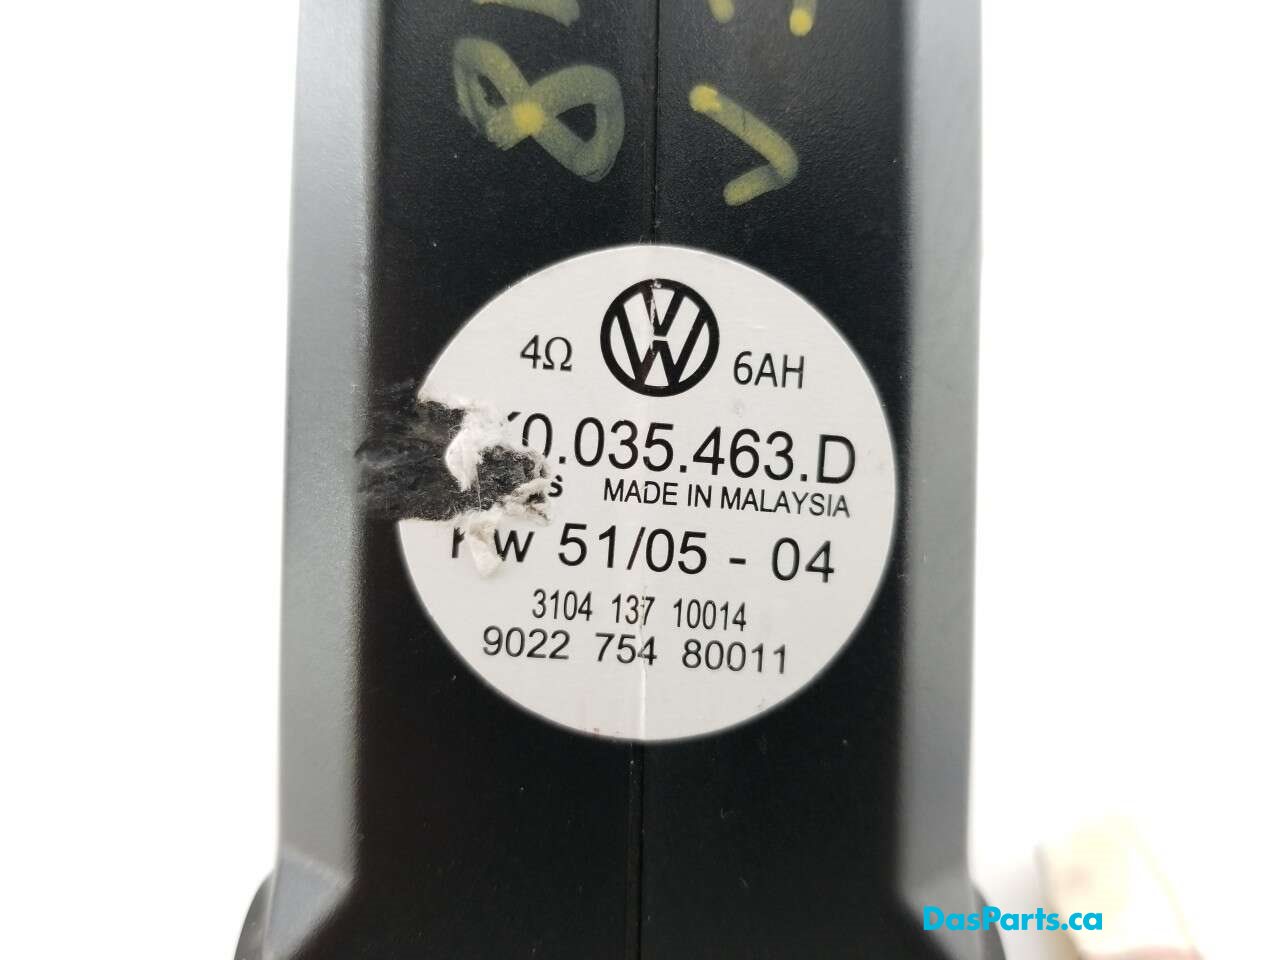 8
4Ω 6AH
0.035.463.D
MADE IN MALAYSIA
w 51/05 - 04
3104 137 10014
9022 754 80011
DasParts.ca